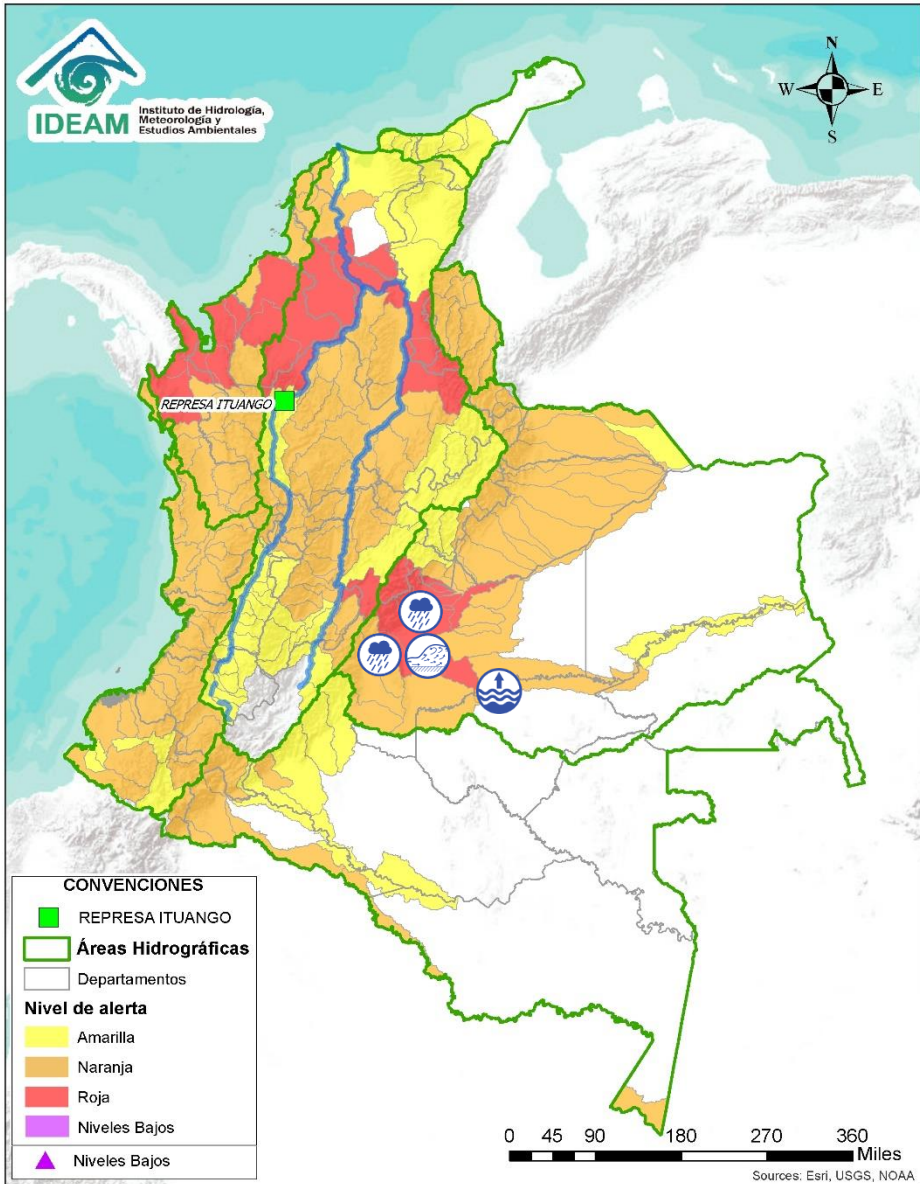 IDEAM
Instituto de Hidrología,
Meteorología y
Estudios Ambientales
N
W
E
S
REPRESA ITUANGO
CONVENCIONES
REPRESA ITUANGO
Áreas Hidrográficas
Departamentos
Nivel de alerta
Amarilla
Naranja
Roja
Niveles Bajos
Niveles Bajos
0 45 90 180 270 360
Miles
Sources: Esri, USGS, NOAA